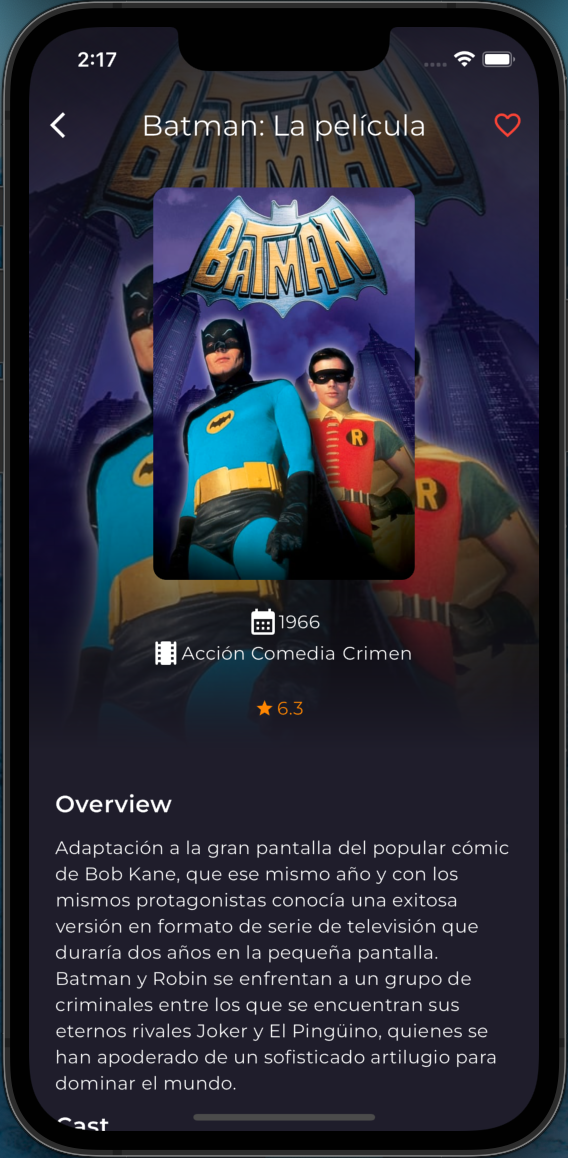 2:17
Batman: La película
BATMAN
BATMAN
R
R
1966
Acción Comedia Crimen
6.3
Overview
Adaptación a la gran pantalla del popular cómic
de Bob Kane, que ese mismo año y con los
mismos protagonistas conocía una exitosa
versión en formato de serie de televisión que
duraría dos años en la pequeña pantalla.
Batman y Robin se enfrentan a un grupo de
criminales entre los que se encuentran sus
eternos rivales Joker y El Pingüino, quienes se
han apoderado de un sofisticado artilugio para
dominar el mundo.
Cast